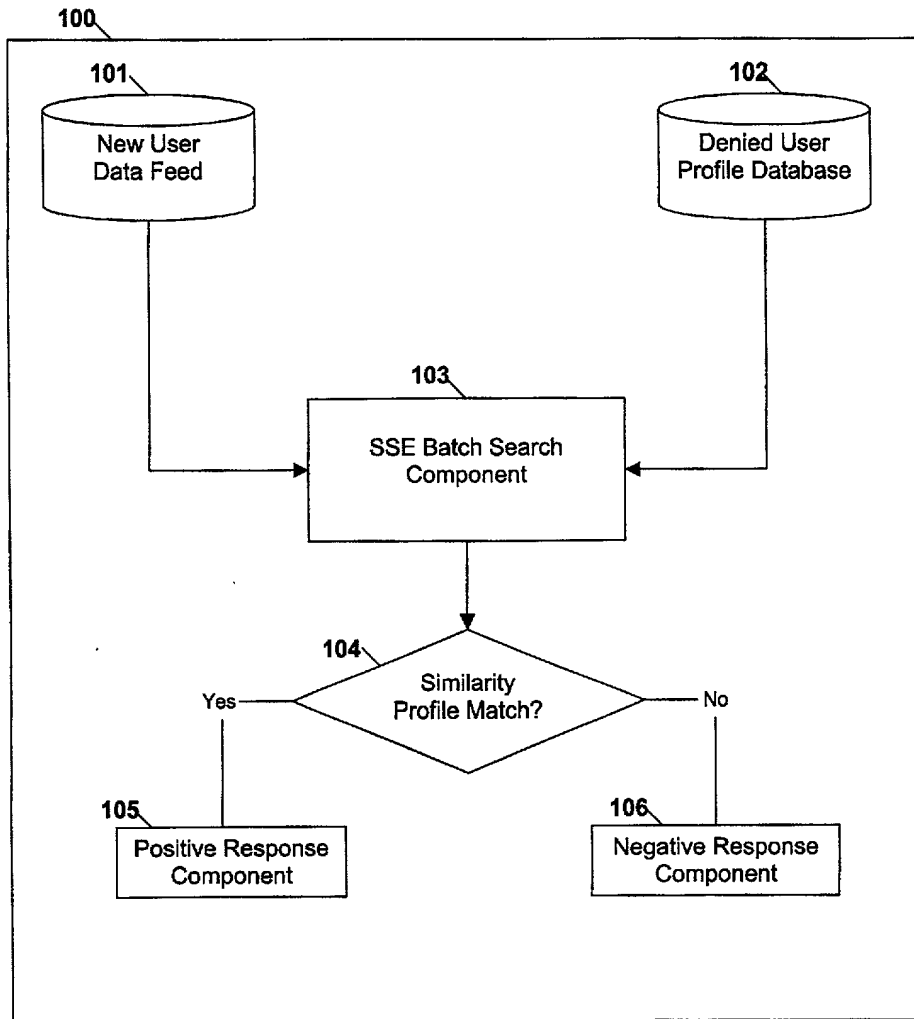 100
101
102
New User
Data Feed
Denied User
Profile Database
103
SSE Batch Search
Component
104
Similarity
Profile Match?
Yes
No
105
106
Positive Response
Component
Negative Response
Component